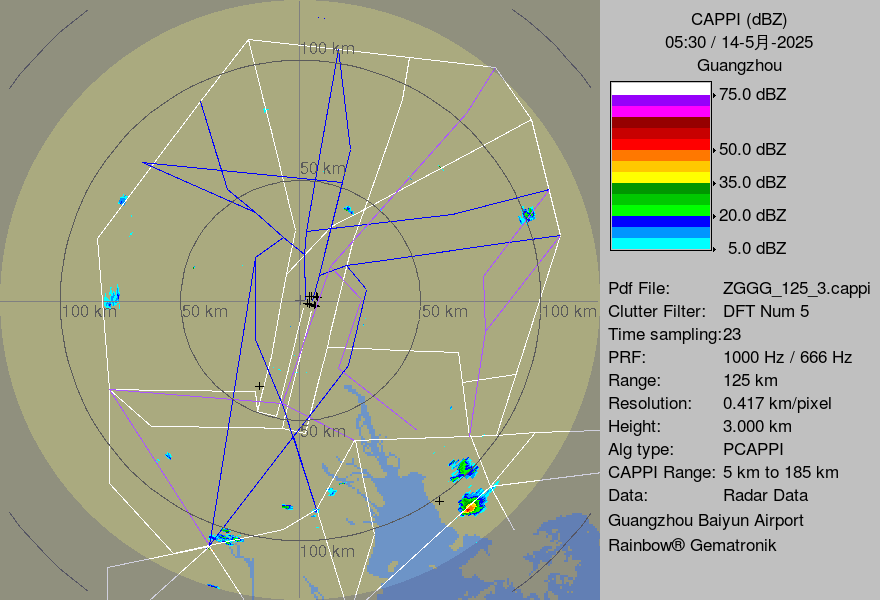 CAPPI (dBZ)
05:30 / 14-5月-2025
Guangzhou
75.0 dBZ
50.0 dBZ
35.0 dBZ
20.0 dBZ
5.0 dBZ
Pdf File: ZGGG_125_3.cappi
Clutter Filter: DFT Num 5
Time sampling:23
PRF: 1000 Hz / 666 Hz
Range: 125 km
Resolution: 0.417 km/pixel
Height: 3.000 km
Alg type: PCAPPI
CAPPI Range: 5 km to 185 km
Data: Radar Data
Guangzhou Baiyun Airport
Rainbow® Gematronik
100 km
50 km
100 km
50 km
50 km
100 km
50 km
100 km